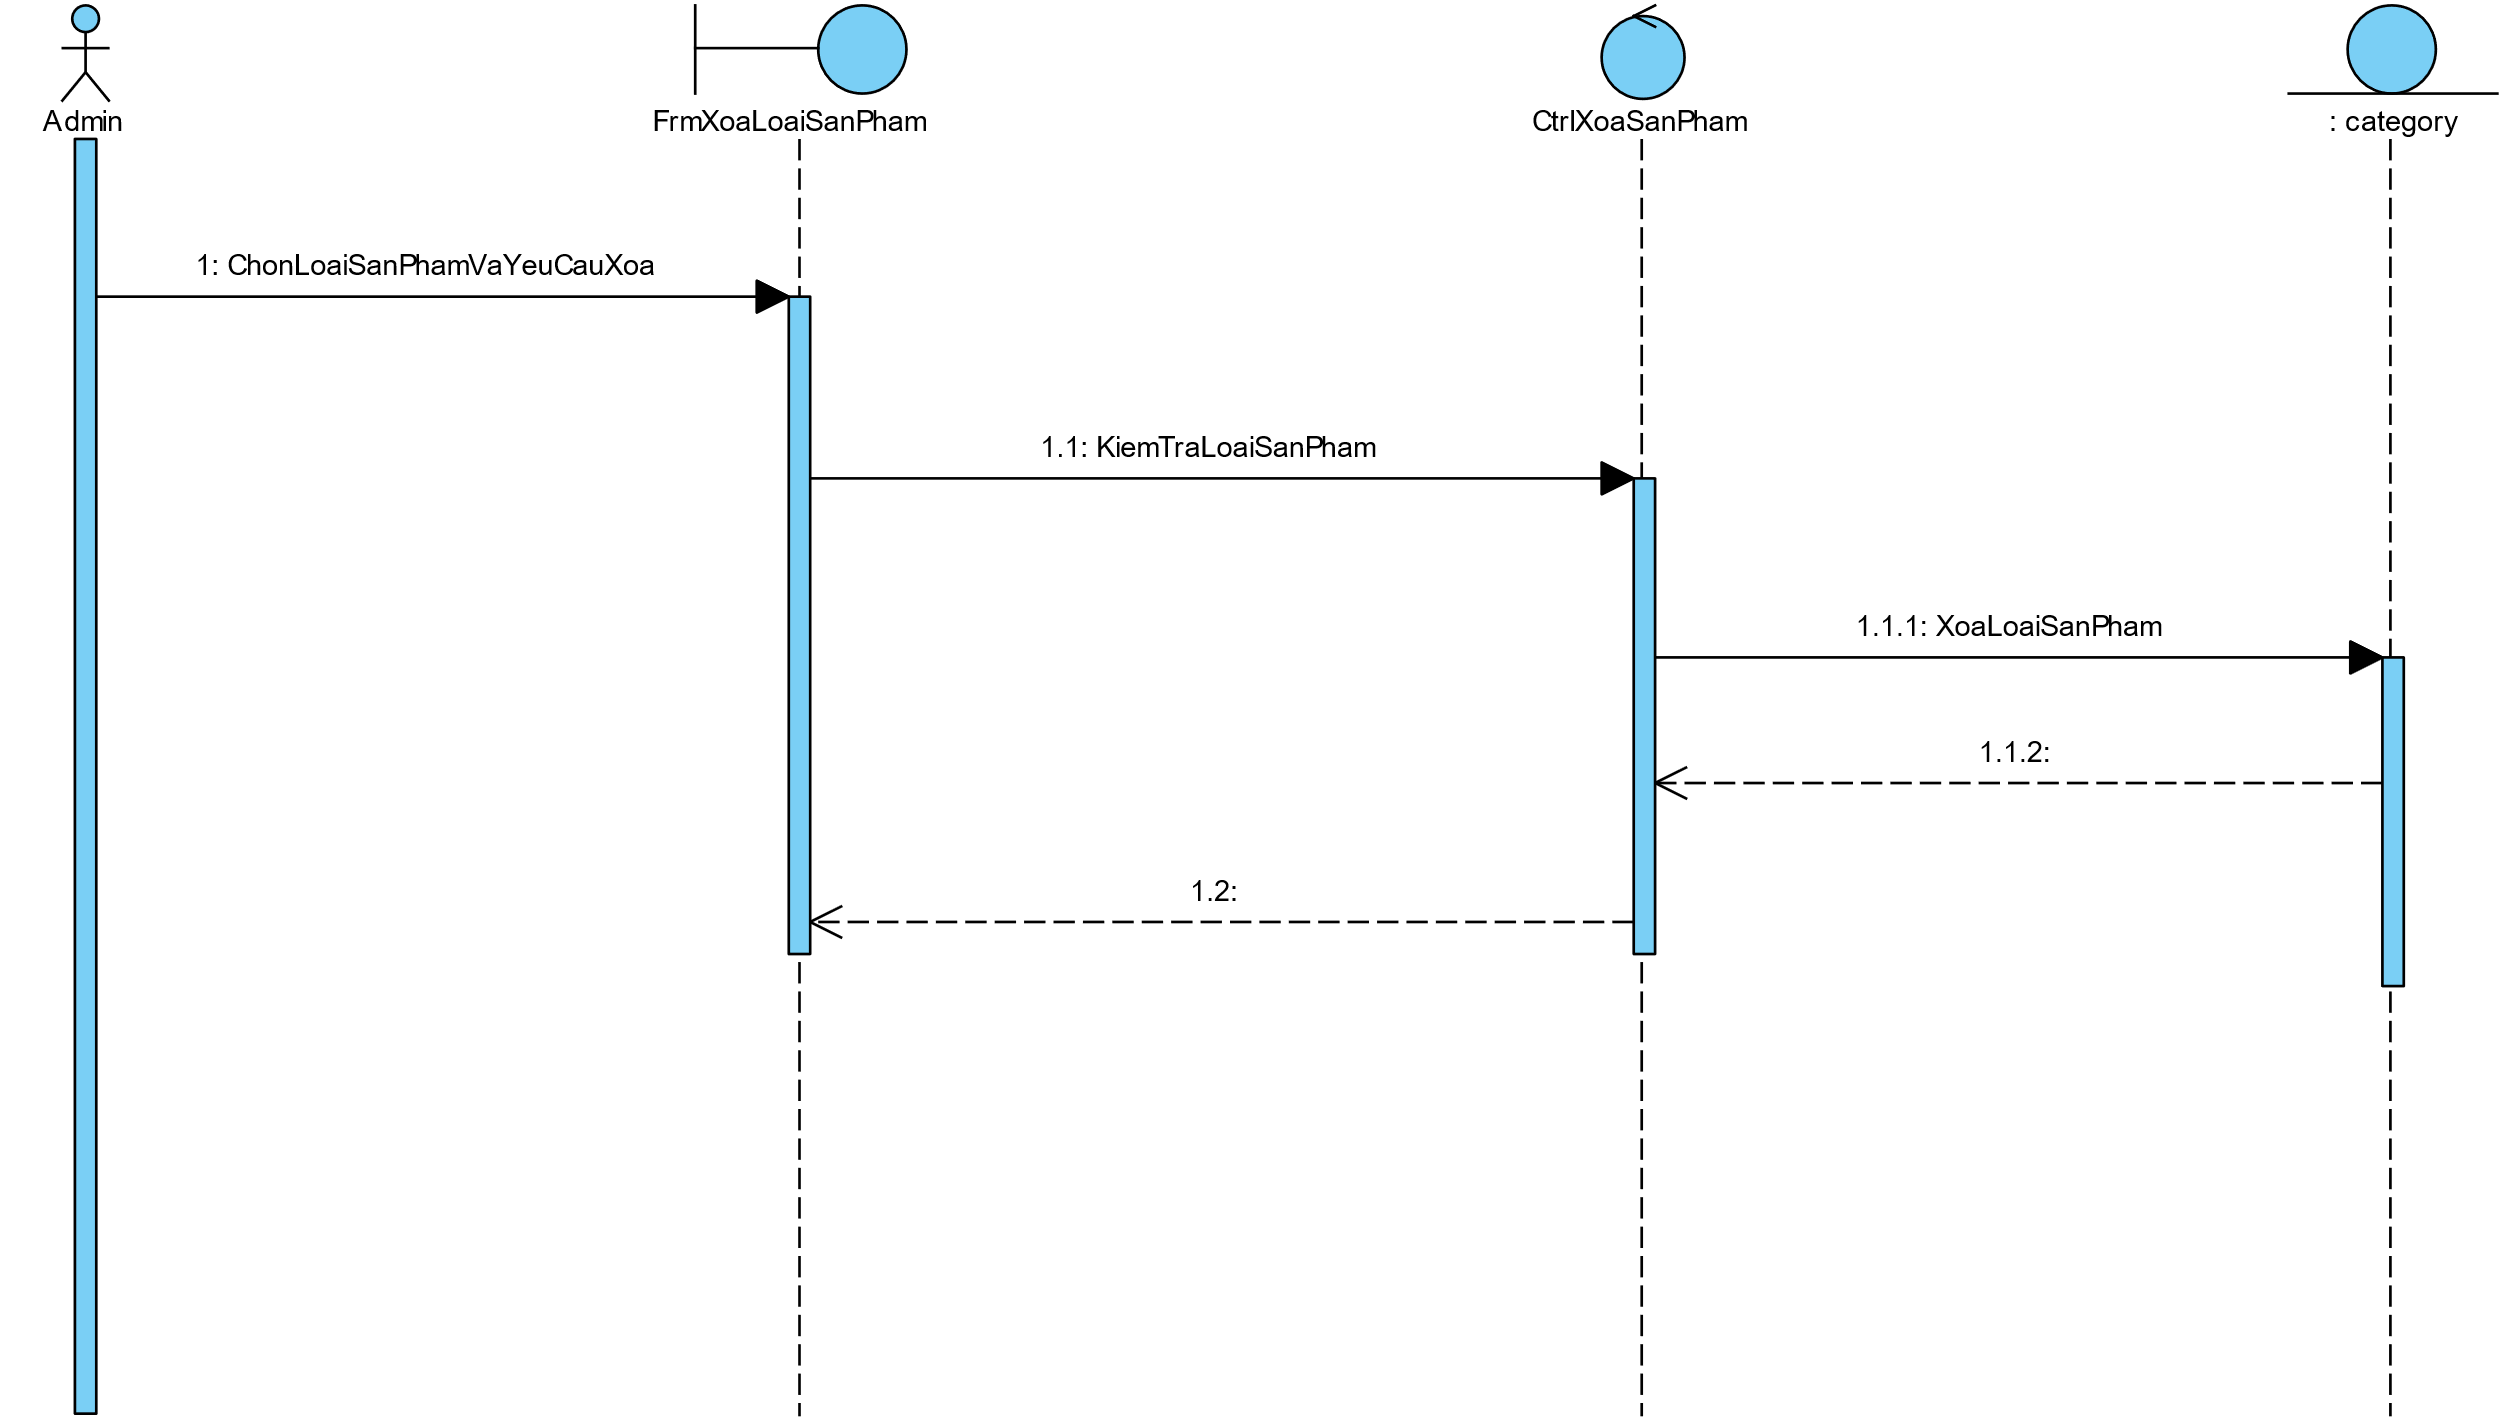 Admin
FrmXoaLoaiSanPham
CtrlXoaSanPham
: category
1: ChonLoaiSanPhamVaYeuCauXoa
1.1: KiemTraLoaiSanPham
1.1.1: XoaLoaiSanPham
1.1.2:
1.2: